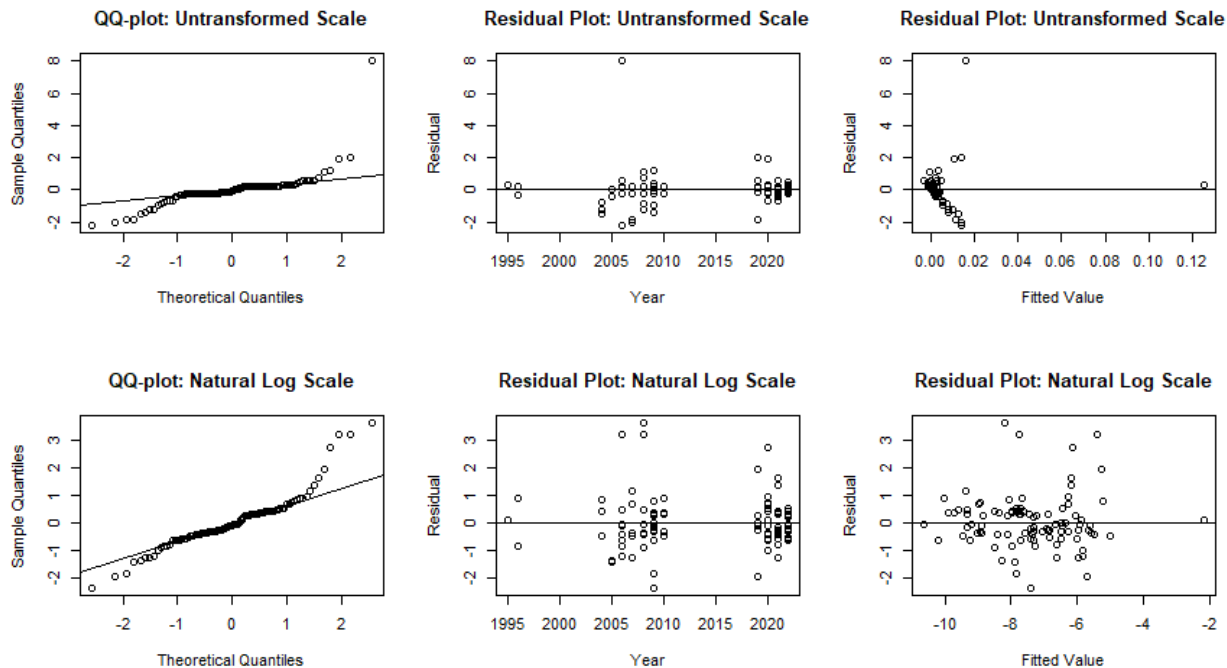 QQ-plot: Untransformed Scale
Sample Quantiles
8
6
4
2
0
-2
-2 -1 0 1 2
Theoretical Quantiles
Residual Plot: Untransformed Scale
Residual
8
6
4
2
0
-2
1995 2000 2005 2010 2015 2020
Year
Residual Plot: Untransformed Scale
Residual
8
6
4
2
0
-2
0.00 0.02 0.04 0.06 0.08 0.10 0.12
Fitted Value
QQ-plot: Natural Log Scale
Sample Quantiles
3
2
1
0
-1
-2
-2 -1 0 1 2
Theoretical Quantiles
Residual Plot: Natural Log Scale
Residual
3
2
1
0
-1
-2
1995 2000 2005 2010 2015 2020
Year
Residual Plot: Natural Log Scale
Residual
3
2
1
0
-1
-2
-10 -8 -6 -4 -2
Fitted Value